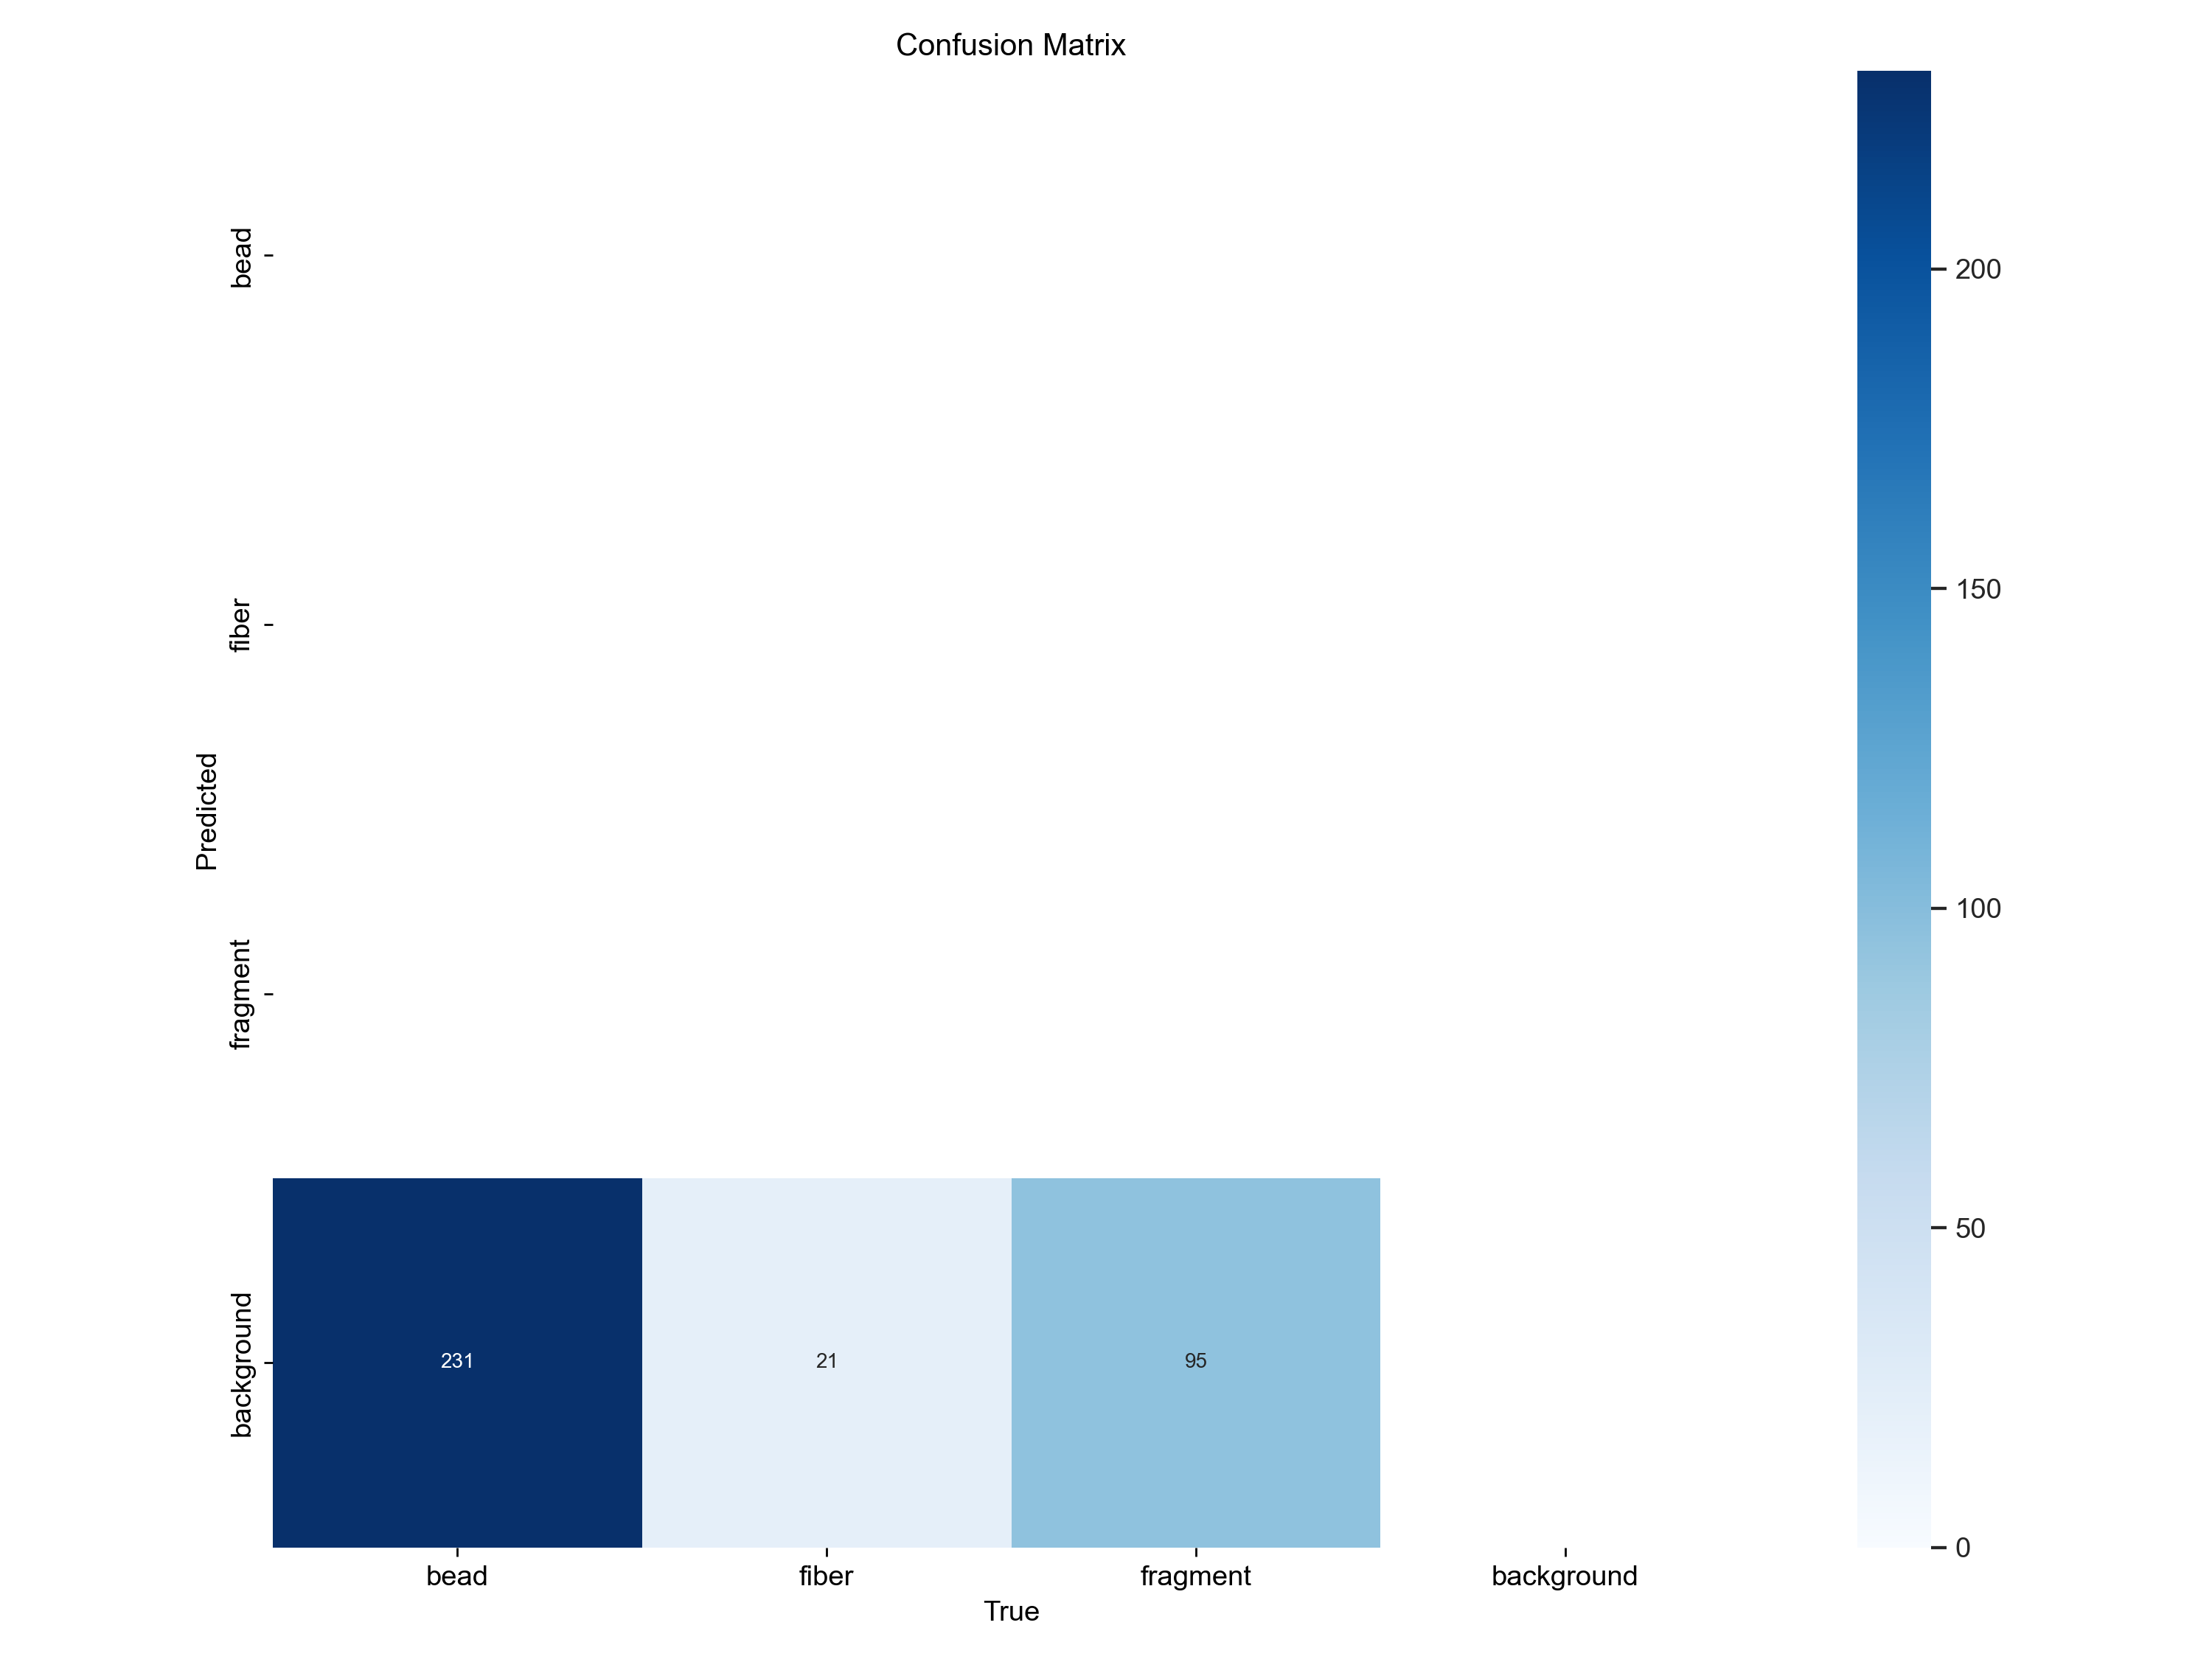 Confusion Matrix
bead
fiber
fragment
background
Predicted
231
21
95
bead
fiber
fragment
background
True
200
150
100
50
0